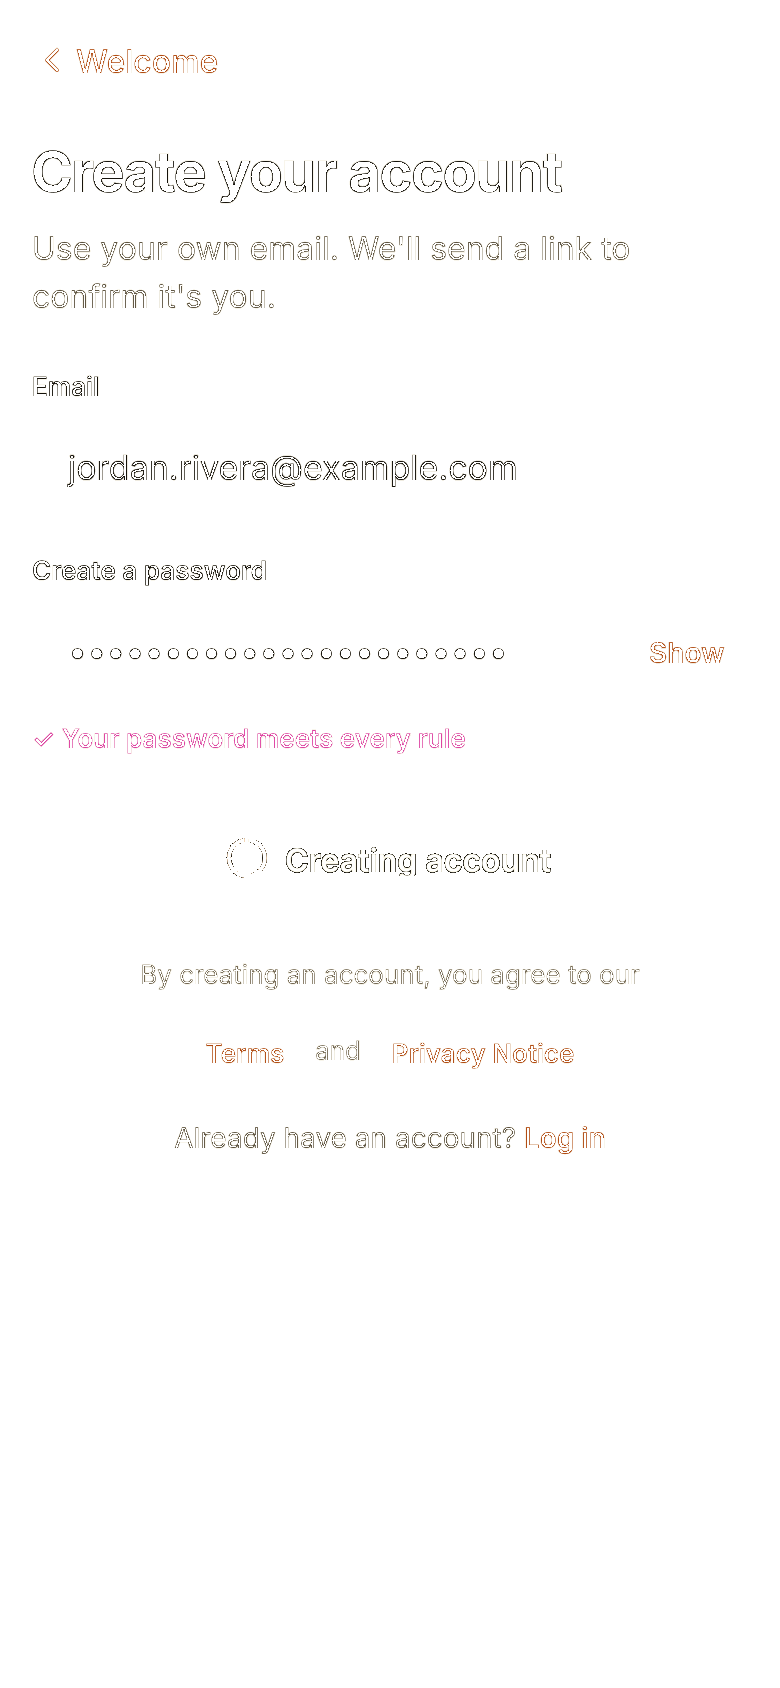 Welcome
Create your account
Use your own email. We'll send a link to
confirm it's you.
Email
jordan.rivera@example.com
Create a password
○○○○○○○○○○○○○○○○○○○○○○○ Show
✓ Your password meets every rule
Creating account
By creating an account, you agree to our
Terms and Privacy Notice
Already have an account? Log in